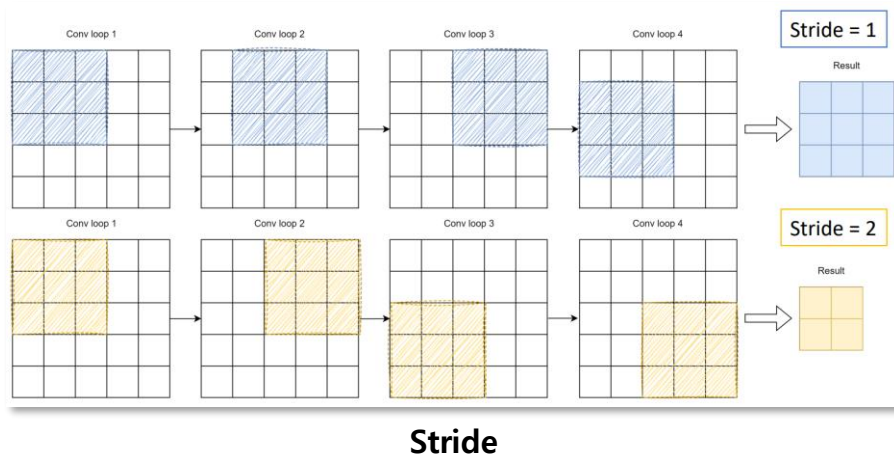 Conv loop 1
Conv loop 2
Conv loop 3
Conv loop 4
Stride = 1
Result
Conv loop 1
Conv loop 2
Conv loop 3
Conv loop 4
Stride = 2
Result
Stride